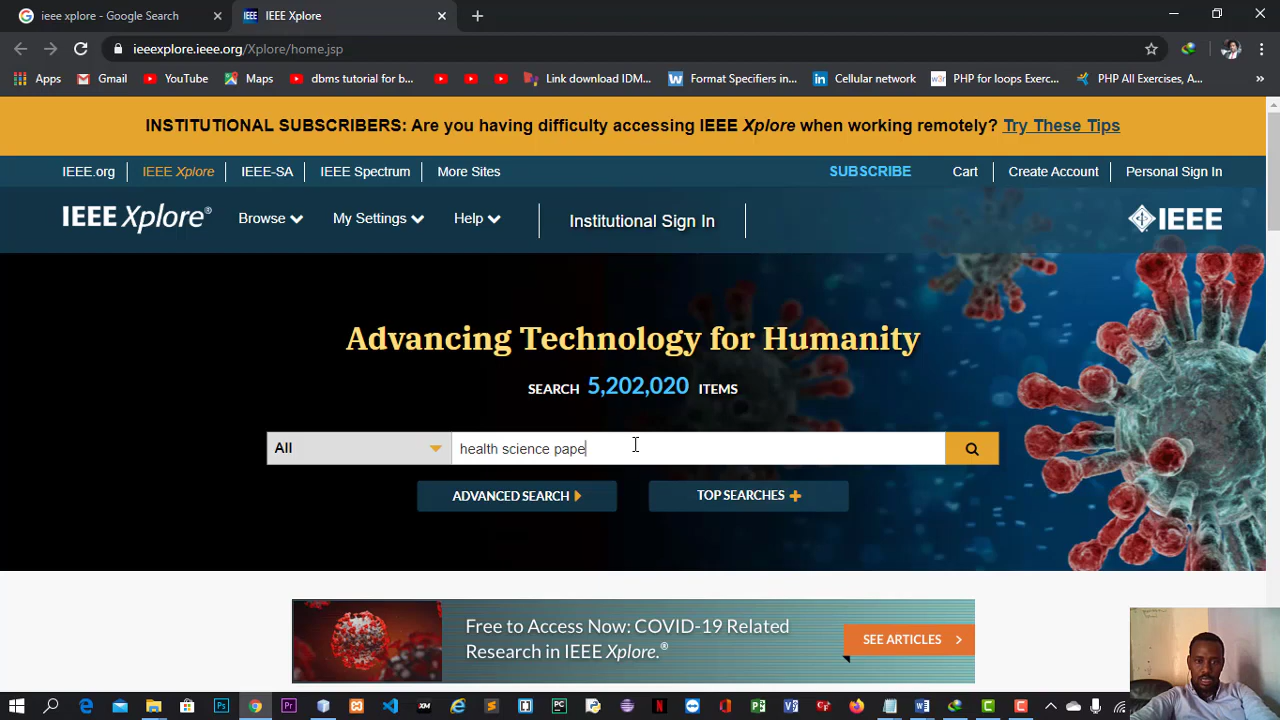 ieee xplore - Google Search
IEEE Xplore
ieeexplore.ieee.org/Xplore/home.jsp
Apps
Gmail
YouTube
Maps
dbms tutorial for b...
Link download IDM...
Format Specifiers in...
Cellular network
PHP for loops Exerc...
PHP All Exercises, A...
INSTITUTIONAL SUBSCRIBERS: Are you having difficulty accessing IEEE Xplore when working remotely? Try These Tips
IEEE.org
IEEE Xplore
IEEE-SA
IEEE Spectrum
More Sites
SUBSCRIBE
Cart
Create Account
Personal Sign In
IEEE Xplore®
Browse
My Settings
Help
Institutional Sign In
IEEE
Advancing Technology for Humanity
SEARCH 5,202,020 ITEMS
All
health science pape
ADVANCED SEARCH
TOP SEARCHES
Free to Access Now: COVID-19 Related
Research in IEEE Xplore.®
SEE ARTICLES